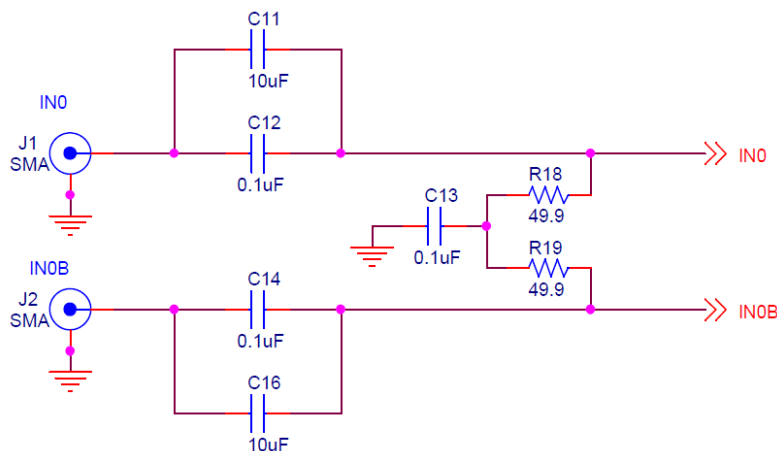 C11
10uF
IN0
C12
J1
SMA
0.1uF
IN0
R18
49.9
C13
0.1uF
R19
49.9
IN0B
C14
J2
SMA
0.1uF
IN0B
C16
10uF